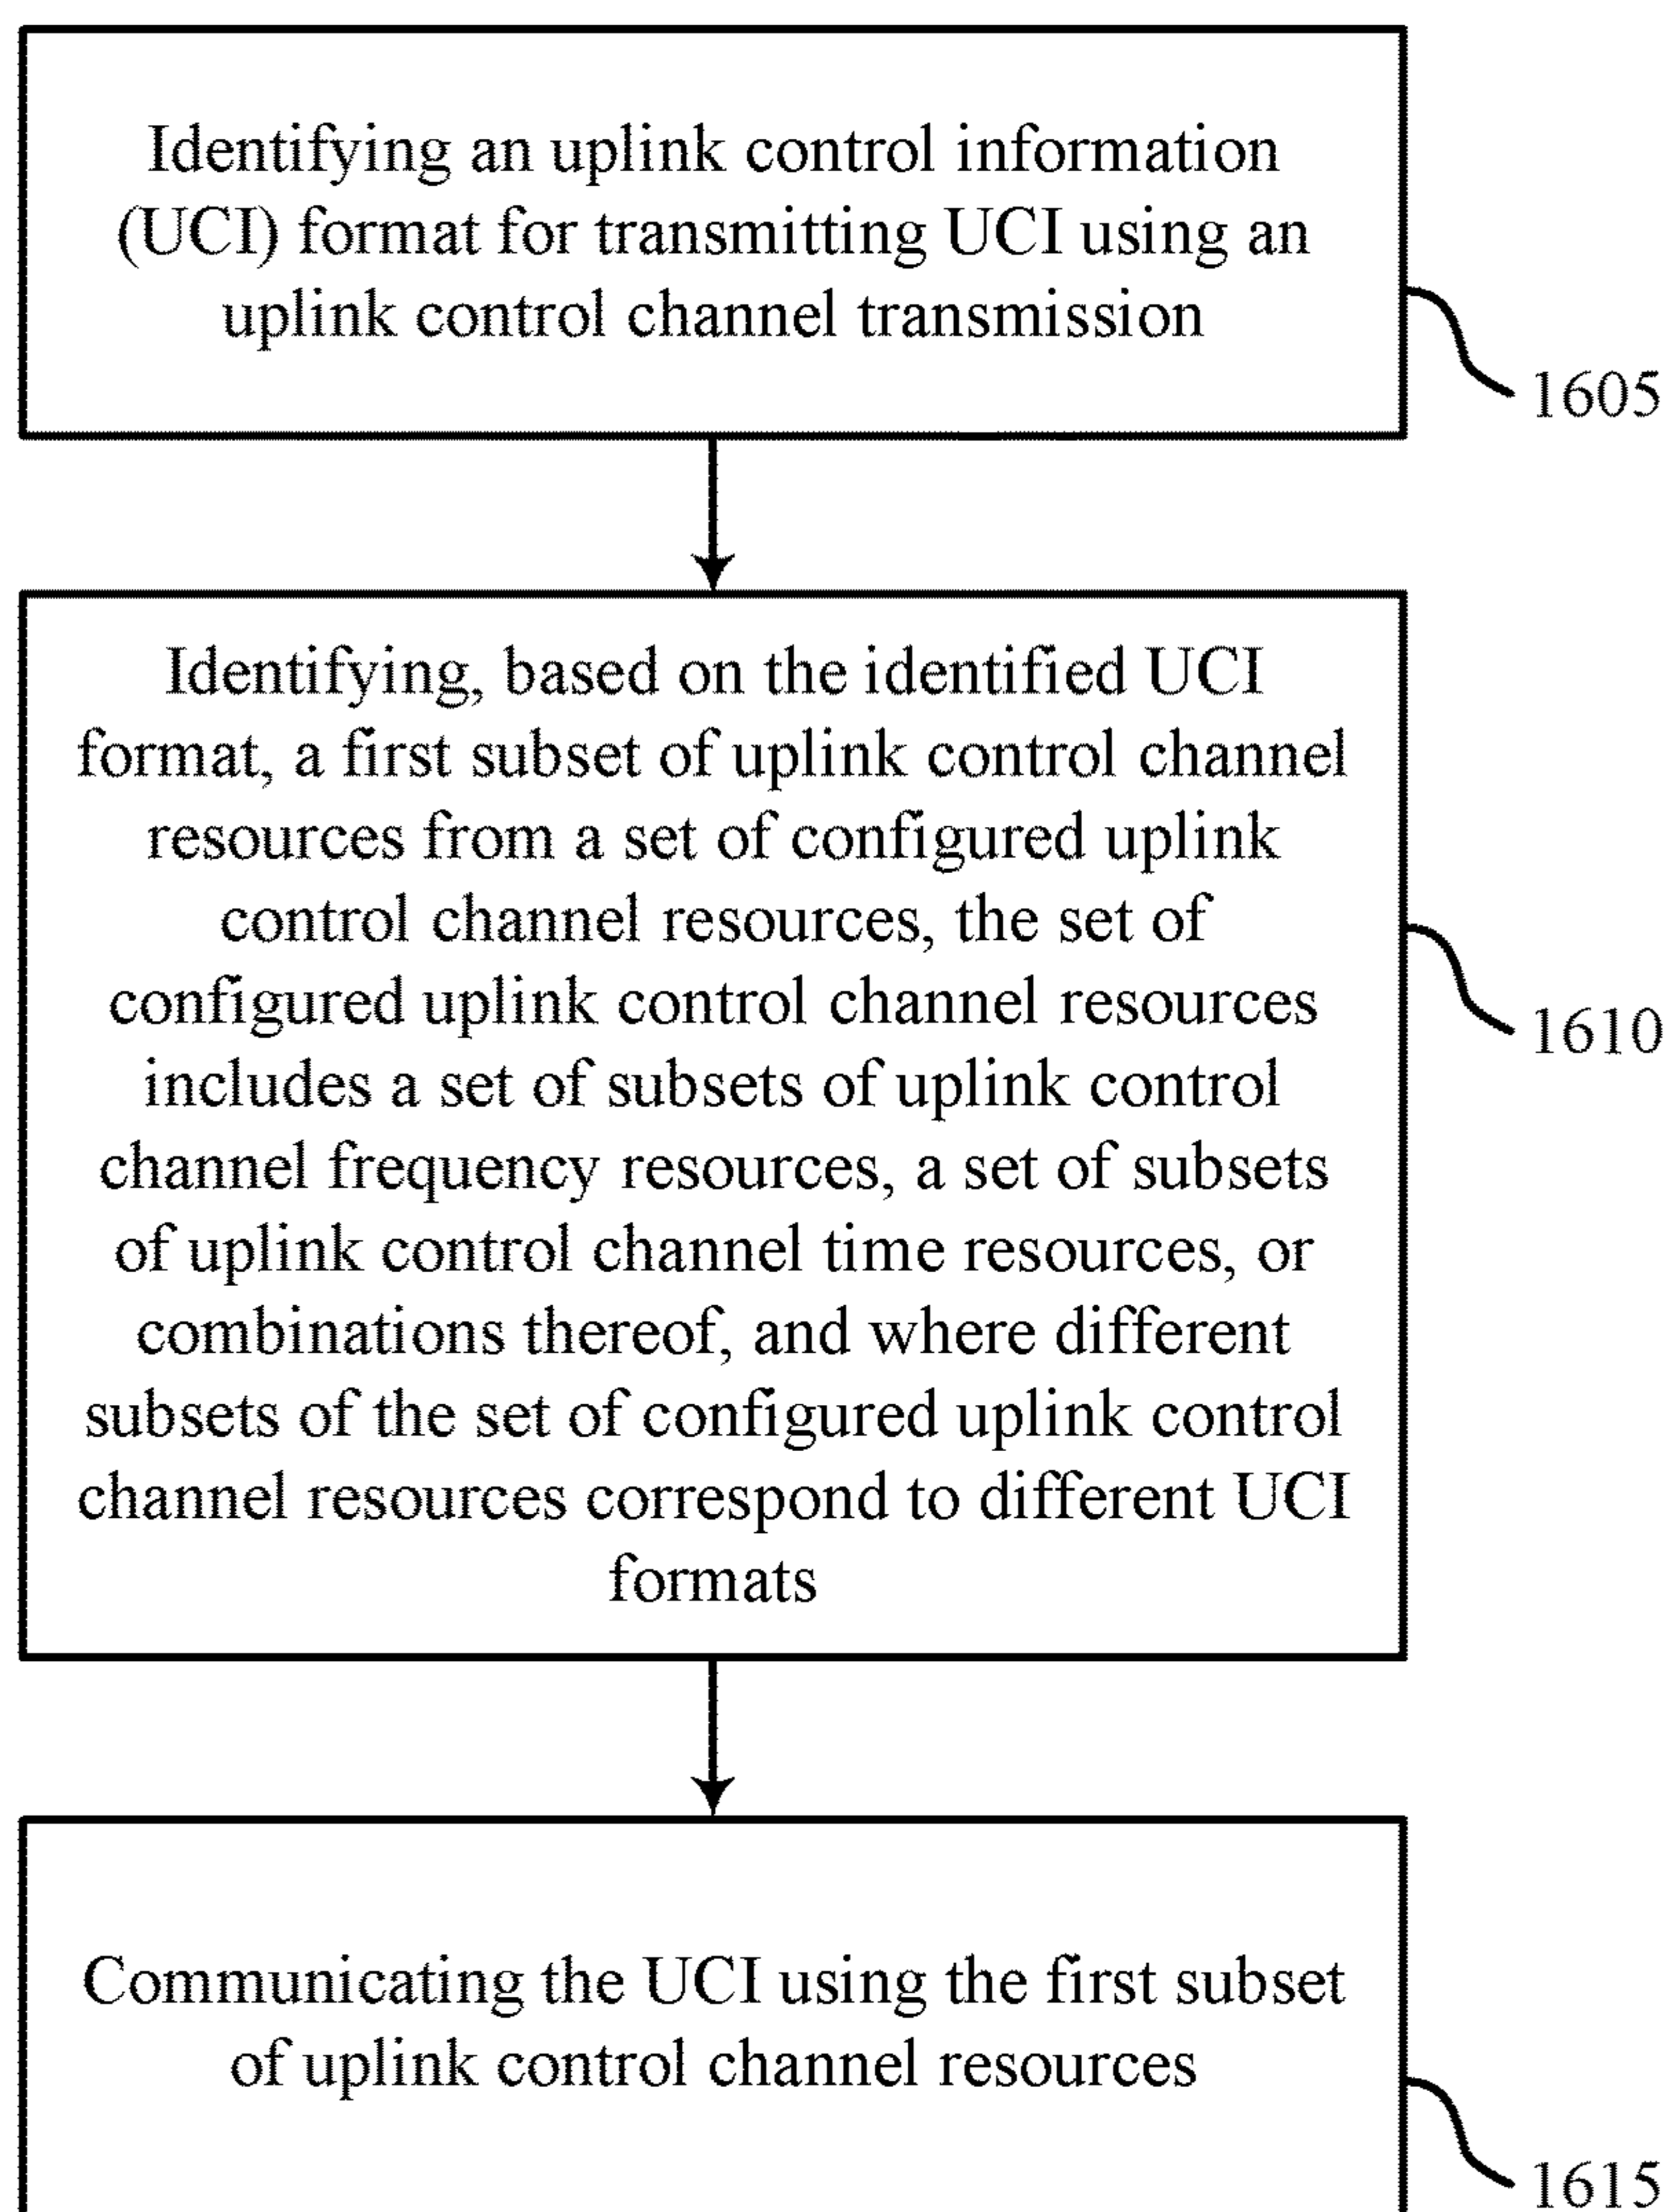 Identifying an uplink control information
(UCI) format for transmitting UCI using an
uplink control channel transmission
1605
Identifying, based on the identified UCI
format, a first subset of uplink control channel
resources from a set of configured uplink
control channel resources, the set of
configured uplink control channel resources
includes a set of subsets of uplink control
channel frequency resources, a set of subsets
of uplink control channel time resources, or
combinations thereof, and where different
subsets of the set of configured uplink control
channel resources correspond to different UCI
formats
1610
Communicating the UCI using the first subset
of uplink control channel resources
1615